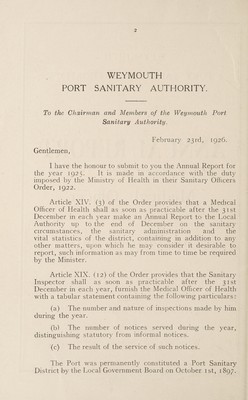 2
WEYMOUTH
PORT SANITARY AUTHORITY.
To the Chairman and Members of the Weymouth Port
Sanitary Authority.
February 23rd, 1926.
Gentlemen,
I have the honour to submit to you the Annual Report for
the year 1925. It is made in accordance with the duty
imposed by the Ministry of Health in their Sanitary Officers
Order, 1922.
Article XIV. (3) of the Order provides that a Medical
Officer of Health shall as soon as practicable after the 31st
December in each year make an Annual Report to the Local
Authority up to the end of December on the sanitary
circumstances, the sanitary administration and the
vital statistics of the district, containing in addition to any
other matters, upon which he may consider it desirable to
report, such information as may from time to time be required
by the Minister.
Article XIX. (12) of the Order provides that the Sanitary
Inspector shall as soon as practicable after the 31st
December in each year, furnish the Medical Officer of Health
with a tabular statement containing the following particulars:
(a) The number and nature of inspections made by him
during the year.
(b) The number of notices served during the year,
distinguishing statutory from informal notices.
(c) The result of the service of such notices.
The Port was permanently constituted a Port Sanitary
District by the Local Government Board on October 1st, 1897.